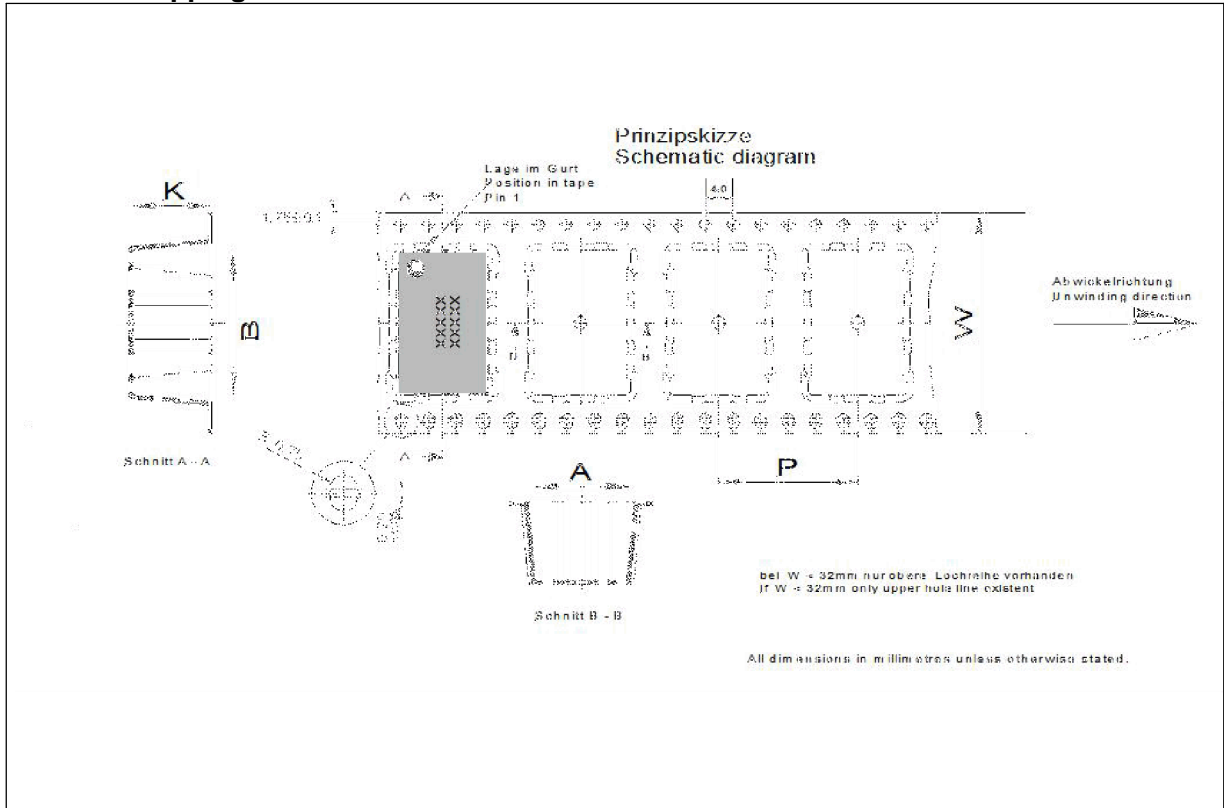 Prinzipskizze
Schematic diagram
Lage im Gurt
Position in tape
Pin 1
K
A
4.0
B
W
Abwickelrichtung
Unwinding direction
Schnitt A - A
A
A
P
Schnitt B - B
bei W < 32mm nur obere Lochreihe vorhanden
If W < 32mm only upper hole line existent
All dimensions in millimetres unless otherwise stated.
XXXXX
XXXXX